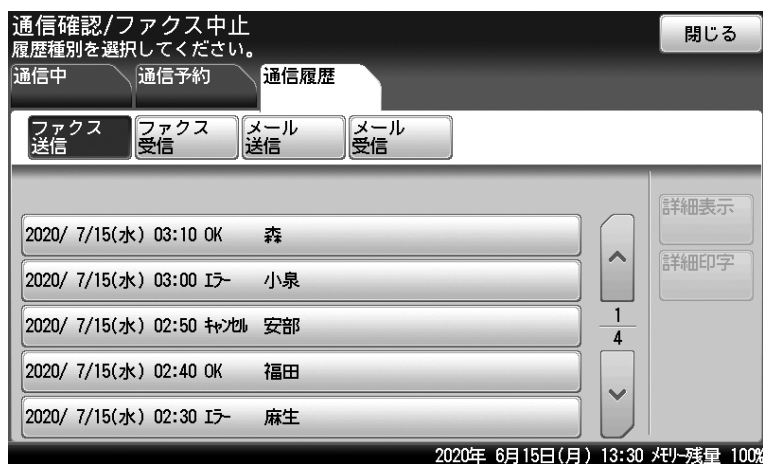 通信確認/ファクス中止
履歴種別を選択してください。
閉じる
通信中
通信予約
通信履歴
ファクス
送信
ファクス
受信
メール
送信
メール
受信
詳細表示
詳細印字
2020/ 7/15(水) 03:10 OK 森
2020/ 7/15(水) 03:00 エラー 小泉
2020/ 7/15(水) 02:50 キャンセル 安部
2020/ 7/15(水) 02:40 OK 福田
2020/ 7/15(水) 02:30 エラー 麻生
1
4
2020年 6月15日(月) 13:30 メモリー残量 100%